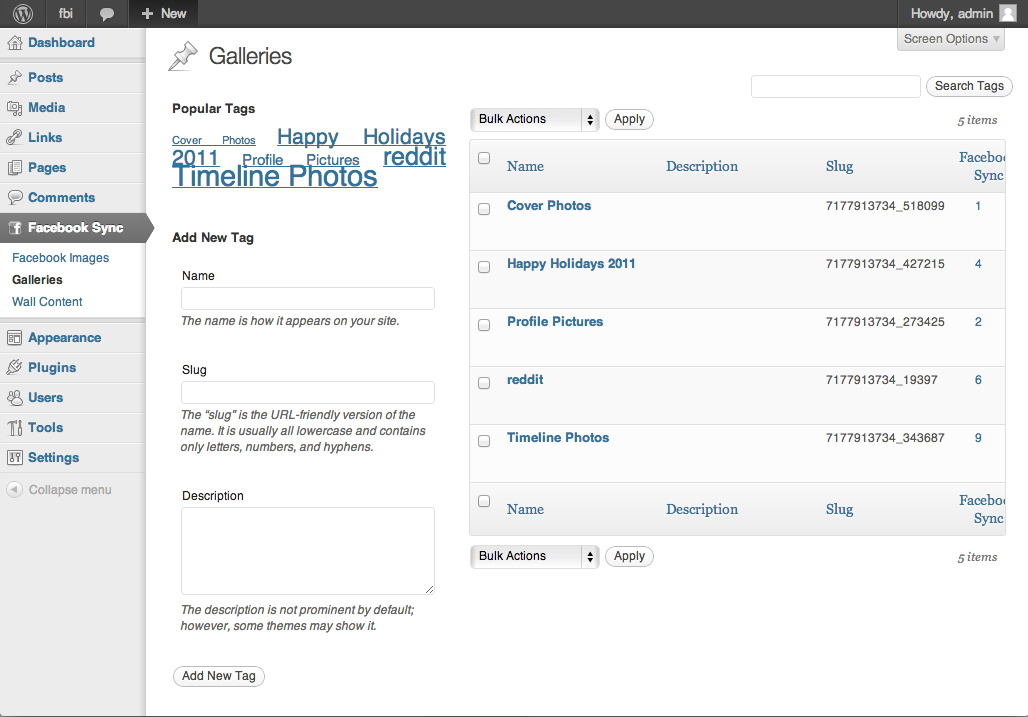 fbi
New
Howdy, admin
Dashboard
Posts
Media
Links
Pages
Comments
Facebook Sync
Facebook Images
Galleries
Wall Content
Appearance
Plugins
Users
Tools
Settings
Collapse menu
Screen Options
Galleries
Search Tags
Popular Tags
Cover Photos Happy Holidays
2011 Profile Pictures reddit
Timeline Photos
Add New Tag
Name
The name is how it appears on your site.
Slug
The “slug” is the URL-friendly version of the
name. It is usually all lowercase and contains
only letters, numbers, and hyphens.
Description
The description is not prominent by default;
however, some themes may show it.
Add New Tag
Bulk Actions Apply 5 items
Name Description Slug Faceboo
Sync
Cover Photos 7177913734_518099 1
Happy Holidays 2011 7177913734_427215 4
Profile Pictures 7177913734_273425 2
reddit 7177913734_19397 6
Timeline Photos 7177913734_343687 9
Name Description Slug Faceboo
Sync
Bulk Actions Apply 5 items